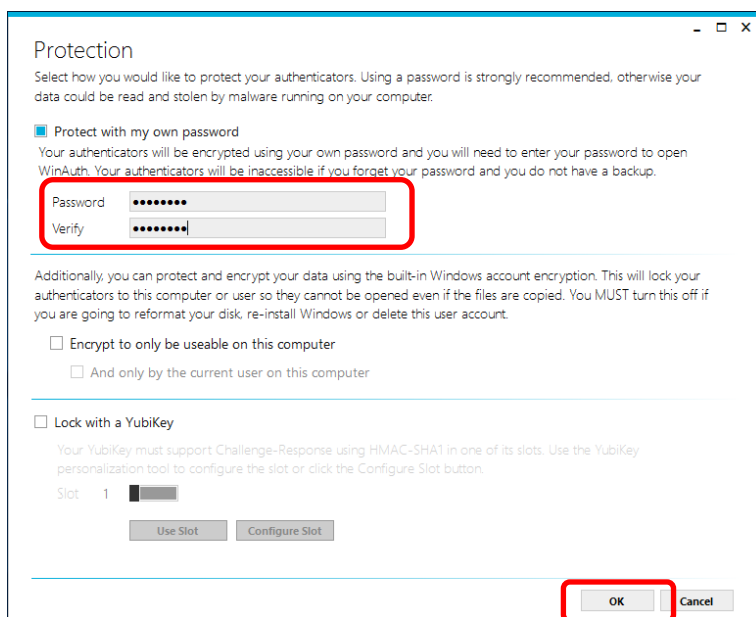 Protection
Select how you would like to protect your authenticators. Using a password is strongly recommended, otherwise your
data could be read and stolen by malware running on your computer.
Protect with my own password
Your authenticators will be encrypted using your own password and you will need to enter your password to open
WinAuth. Your authenticators will be inaccessible if you forget your password and you do not have a backup.
Password ••••••••
Verify ••••••••
Additionally, you can protect and encrypt your data using the built-in Windows account encryption. This will lock your
authenticators to this computer or user so they cannot be opened even if the files are copied. You MUST turn this off if
you are going to reformat your disk, re-install Windows or delete this user account.
Encrypt to only be useable on this computer
And only by the current user on this computer
Lock with a YubiKey
Your YubiKey must support Challenge-Response using HMAC-SHA1 in one of its slots. Use the YubiKey
personalization tool to configure the slot or click the Configure Slot button.
Slot 1
Use Slot Configure Slot
OK Cancel